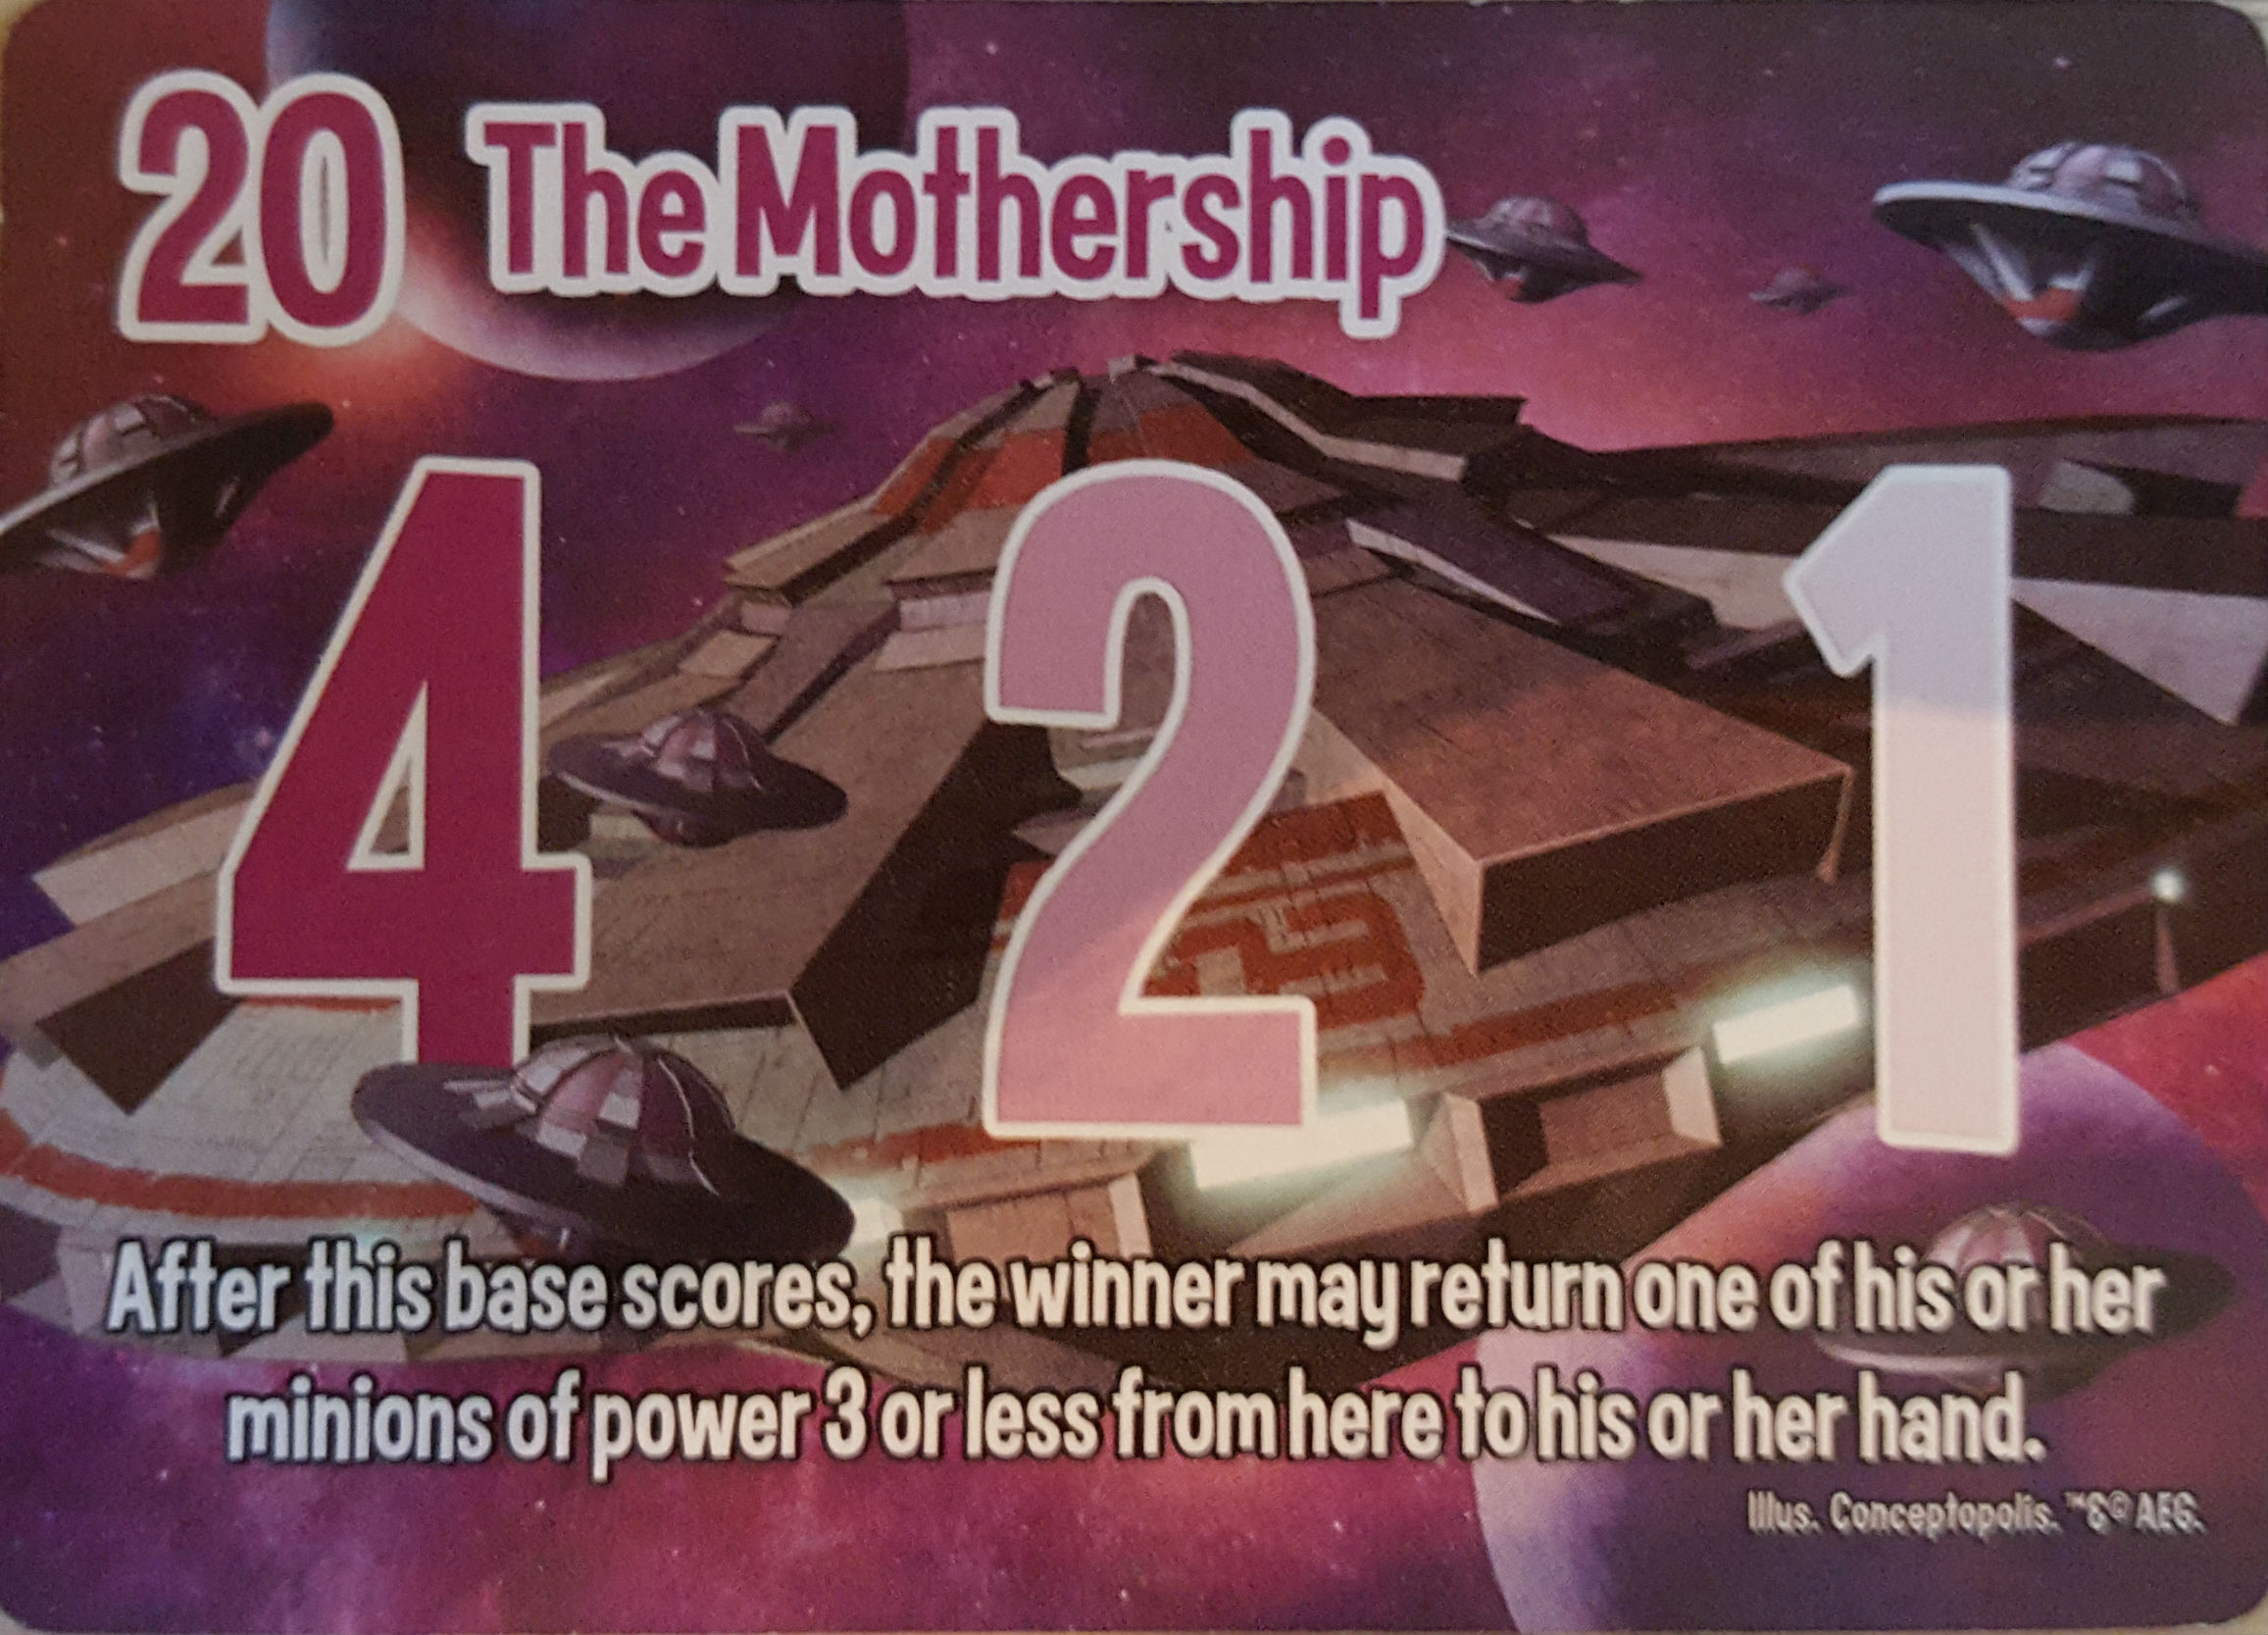 20 The Mothership
4 2 1
After this base scores, the winner may return one of his or her
minions of power 3 or less from here to his or her hand.
Illus. Conceptopolis. ™&© AEG.